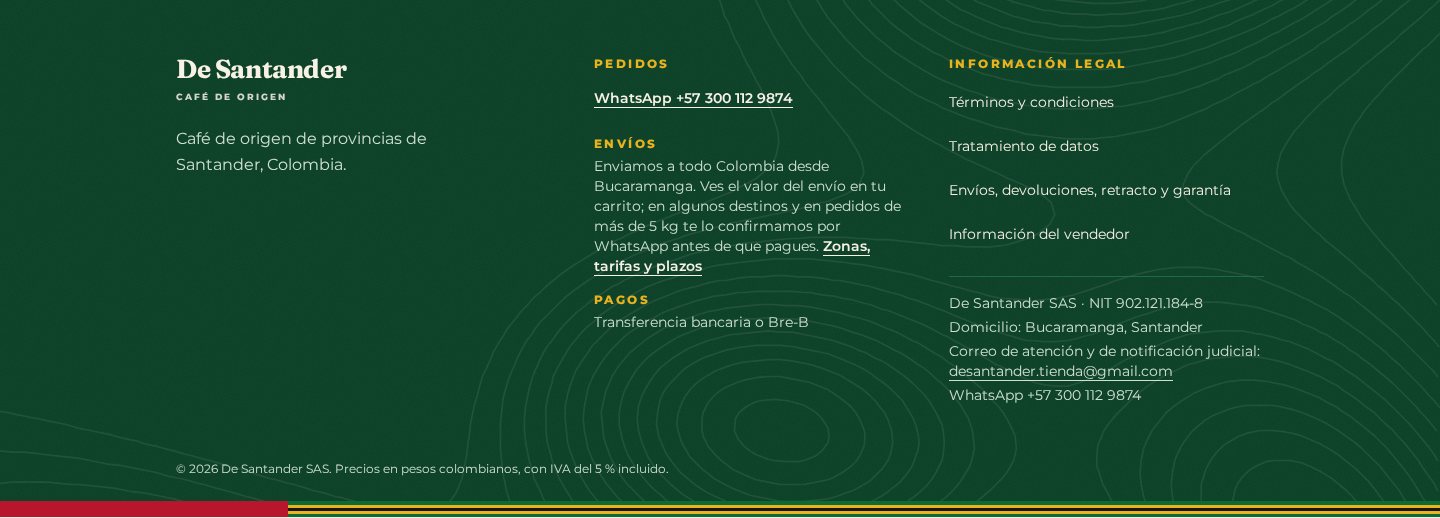 De Santander
CAFÉ DE ORIGEN
Café de origen de provincias de
Santander, Colombia.
PEDIDOS
WhatsApp +57 300 112 9874
ENVÍOS
Enviamos a todo Colombia desde
Bucaramanga. Ves el valor del envío en tu
carrito; en algunos destinos y en pedidos de
más de 5 kg te lo confirmamos por
WhatsApp antes de que pagues. Zonas,
tarifas y plazos
PAGOS
Transferencia bancaria o Bre-B
INFORMACIÓN LEGAL
Términos y condiciones
Tratamiento de datos
Envíos, devoluciones, retracto y garantía
Información del vendedor
De Santander SAS · NIT 902.121.184-8
Domicilio: Bucaramanga, Santander
Correo de atención y de notificación judicial:
desantander.tienda@gmail.com
WhatsApp +57 300 112 9874
© 2026 De Santander SAS. Precios en pesos colombianos, con IVA del 5 % incluido.